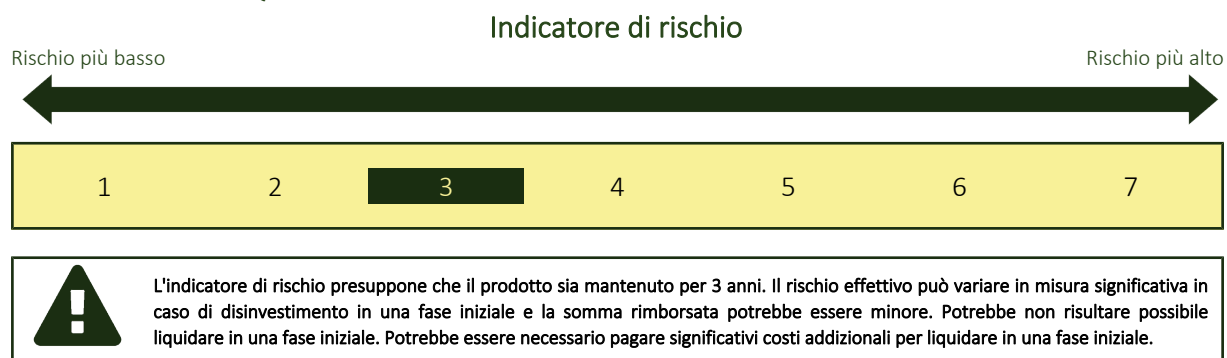 Indicatore di rischio
Rischio più basso
Rischio più alto
1 2 3 4 5 6 7
L'indicatore di rischio presuppone che il prodotto sia mantenuto per 3 anni. Il rischio effettivo può variare in misura significativa in
caso di disinvestimento in una fase iniziale e la somma rimborsata potrebbe essere minore. Potrebbe non risultare possibile
liquidare in una fase iniziale. Potrebbe essere necessario pagare significativi costi addizionali per liquidare in una fase iniziale.